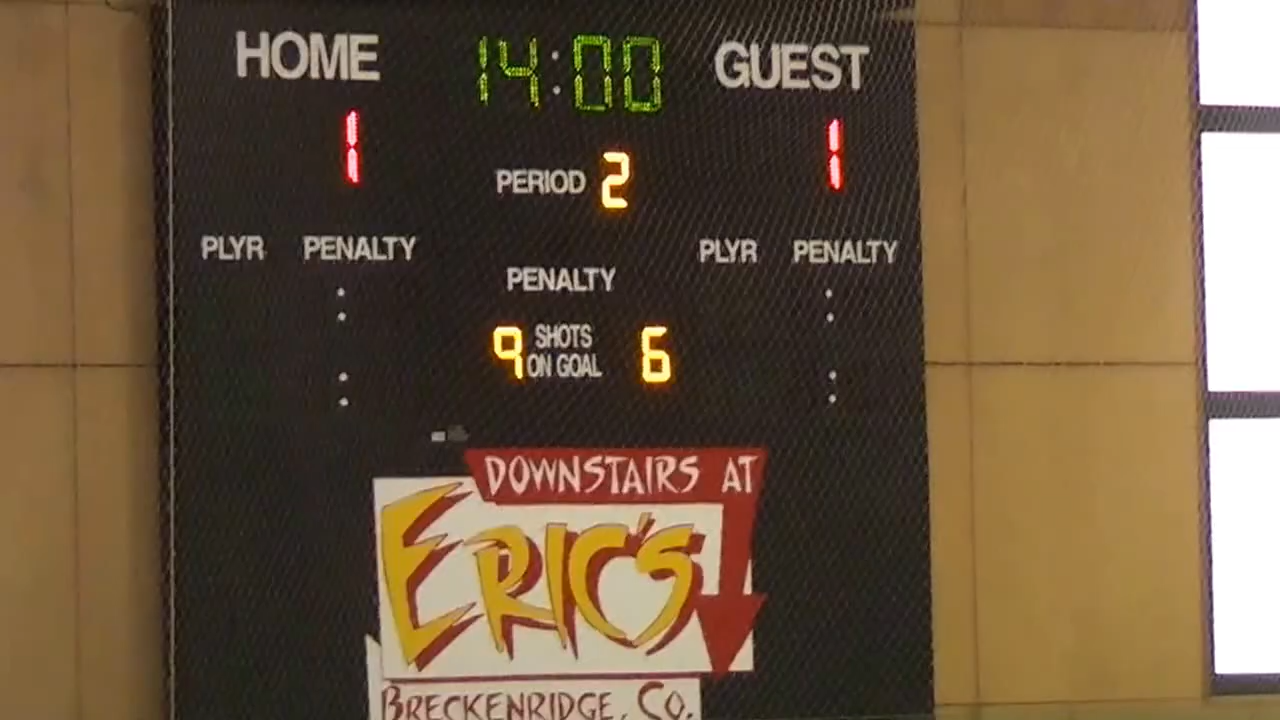 HOME 14:00 GUEST
1 1
PERIOD 2
PLYR PENALTY PLYR PENALTY
PENALTY
9 SHOTS ON GOAL 6
DOWNSTAIRS AT
ERIC'S
BRECKENRIDGE, CO.